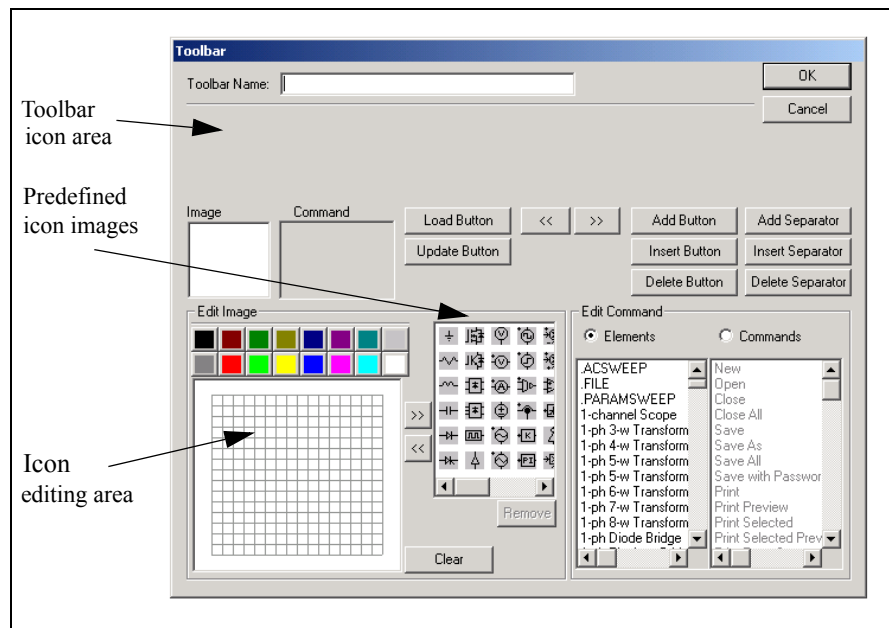 Toolbar
Toolbar Name:
OK
Cancel
Toolbar
icon area
Predefined
icon images
Image
Command
Load Button
<<
>>
Add Button
Add Separator
Update Button
Insert Button
Insert Separator
Delete Button
Delete Separator
Edit Image
Edit Command
Elements
Commands
.ACSWEEP
.FILE
.PARAMSWEEP
1-channel Scope
1-ph 3-w Transform
1-ph 4-w Transform
1-ph 5-w Transform
1-ph 5-w Transform
1-ph 6-w Transform
1-ph 7-w Transform
1-ph 8-w Transform
1-ph Diode Bridge
New
Open
Close
Close All
Save
Save As
Save All
Save with Passwor
Print
Print Preview
Print Selected
Print Selected Prev
>>
<<
Icon
editing area
Remove
Clear